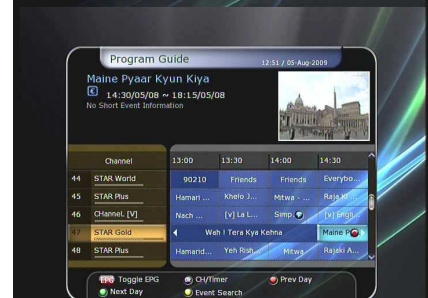 Program Guide
12:51 / 05-Aug-2009
Maine Pyaar Kyun Kiya
14:30/05/08 ~ 18:15/05/08
No Short Event Information
Channel 13:00 13:30 14:00 14:30
44 STAR World 90210 Friends Friends Everybo...
45 STAR Plus Hamari ... Khelo J... Mitwa - ... Raja Ki ...
46 CHannel. [V] Nach ... [v] La L... Simp. [V] Engli...
47 STAR Gold Wah ! Tera Kya Kehna Maine P
48 STAR Plus Hamarid... Yeh Rish... Mitwa Rajaki A...
EPG Toggle EPG CH/Timer Prev Day
Next Day Event Search